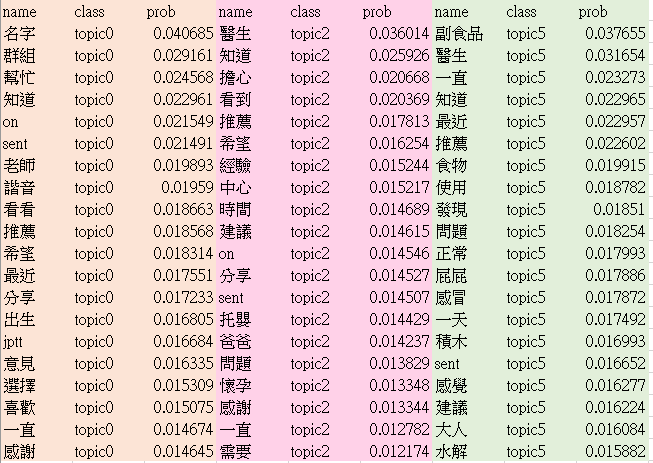 name class prob name class prob name class prob
名字 topic0 0.040685 醫生 topic2 0.036014 副食品 topic5 0.037655
群組 topic0 0.029161 知道 topic2 0.025926 醫生 topic5 0.031654
幫忙 topic0 0.024568 擔心 topic2 0.020668 一直 topic5 0.023273
知道 topic0 0.022961 看到 topic2 0.020369 知道 topic5 0.022965
on topic0 0.021549 推薦 topic2 0.017813 最近 topic5 0.022957
sent topic0 0.021491 希望 topic2 0.016254 推薦 topic5 0.022602
老師 topic0 0.019893 經驗 topic2 0.015244 食物 topic5 0.019915
諧音 topic0 0.01959 中心 topic2 0.015217 使用 topic5 0.018782
看看 topic0 0.018663 時間 topic2 0.014689 發現 topic5 0.01851
推薦 topic0 0.018568 建議 topic2 0.014615 問題 topic5 0.018254
希望 topic0 0.018314 on topic2 0.014546 正常 topic5 0.017993
最近 topic0 0.017551 分享 topic2 0.014527 屁屁 topic5 0.017886
分享 topic0 0.017233 sent topic2 0.014507 感冒 topic5 0.017872
出生 topic0 0.016805 托嬰 topic2 0.014429 一天 topic5 0.017492
jptt topic0 0.016684 爸爸 topic2 0.014237 積木 topic5 0.016993
意見 topic0 0.016335 問題 topic2 0.013829 sent topic5 0.016652
選擇 topic0 0.015309 懷孕 topic2 0.013348 感覺 topic5 0.016277
喜歡 topic0 0.015075 感謝 topic2 0.013344 建議 topic5 0.016224
一直 topic0 0.014674 一直 topic2 0.012782 大人 topic5 0.016084
感謝 topic0 0.014645 需要 topic2 0.012174 水解 topic5 0.015882